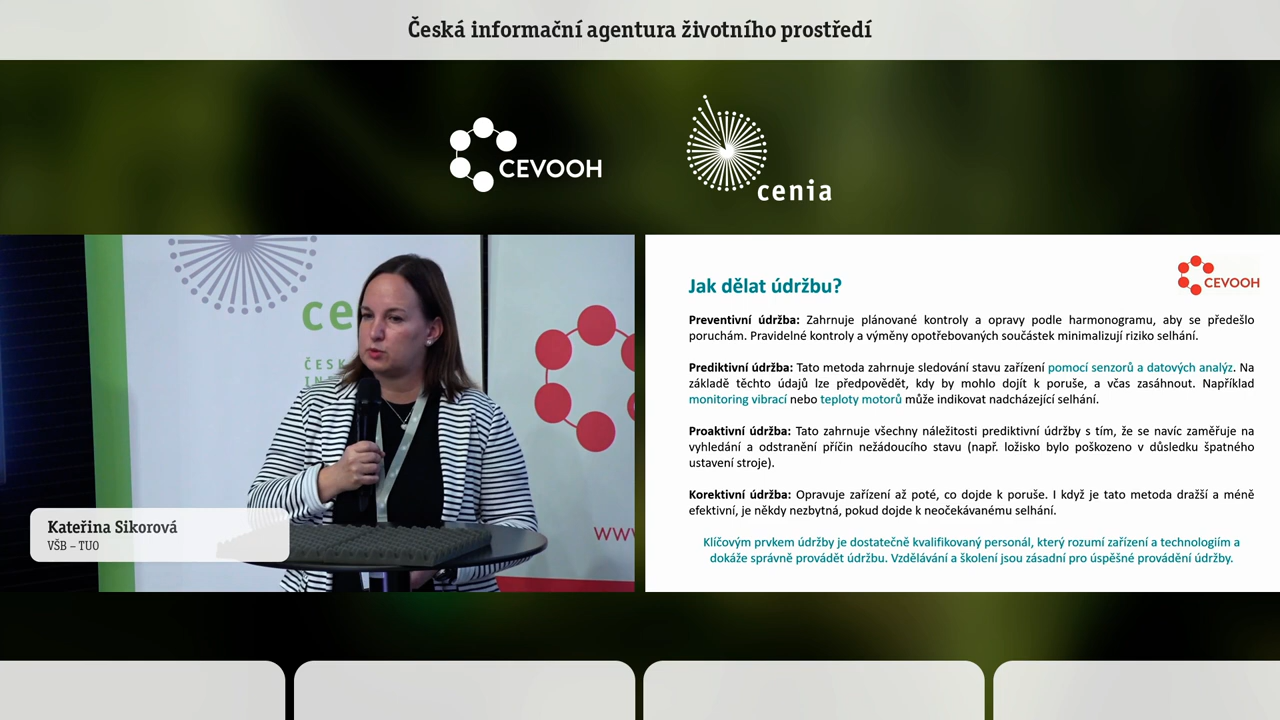 Česká informační agentura životního prostředí
CEVOOH
cenia
ce
ČESK
IN
www
Kateřina Sikorová
VŠB – TUO
CEVOOH
Jak dělat údržbu?
Preventivní údržba: Zahrnuje plánované kontroly a opravy podle harmonogramu, aby se předešlo
poruchám. Pravidelné kontroly a výměny opotřebovaných součástek minimalizují riziko selhání.
Prediktivní údržba: Tato metoda zahrnuje sledování stavu zařízení pomocí senzorů a datových analýz. Na
základě těchto údajů lze předpovědět, kdy by mohlo dojít k poruše, a včas zasáhnout. Například
monitoring vibrací nebo teploty motorů může indikovat nadcházející selhání.
Proaktivní údržba: Tato zahrnuje všechny náležitosti prediktivní údržby s tím, že se navíc zaměřuje na
vyhledání a odstranění příčin nežádoucího stavu (např. ložisko bylo poškozeno v důsledku špatného
ustavení stroje).
Korektivní údržba: Opravuje zařízení až poté, co dojde k poruše. I když je tato metoda dražší a méně
efektivní, je někdy nezbytná, pokud dojde k neočekávanému selhání.
Klíčovým prvkem údržby je dostatečně kvalifikovaný personál, který rozumí zařízení a technologiím a
dokáže správně provádět údržbu. Vzdělávání a školení jsou zásadní pro úspěšné provádění údržby.